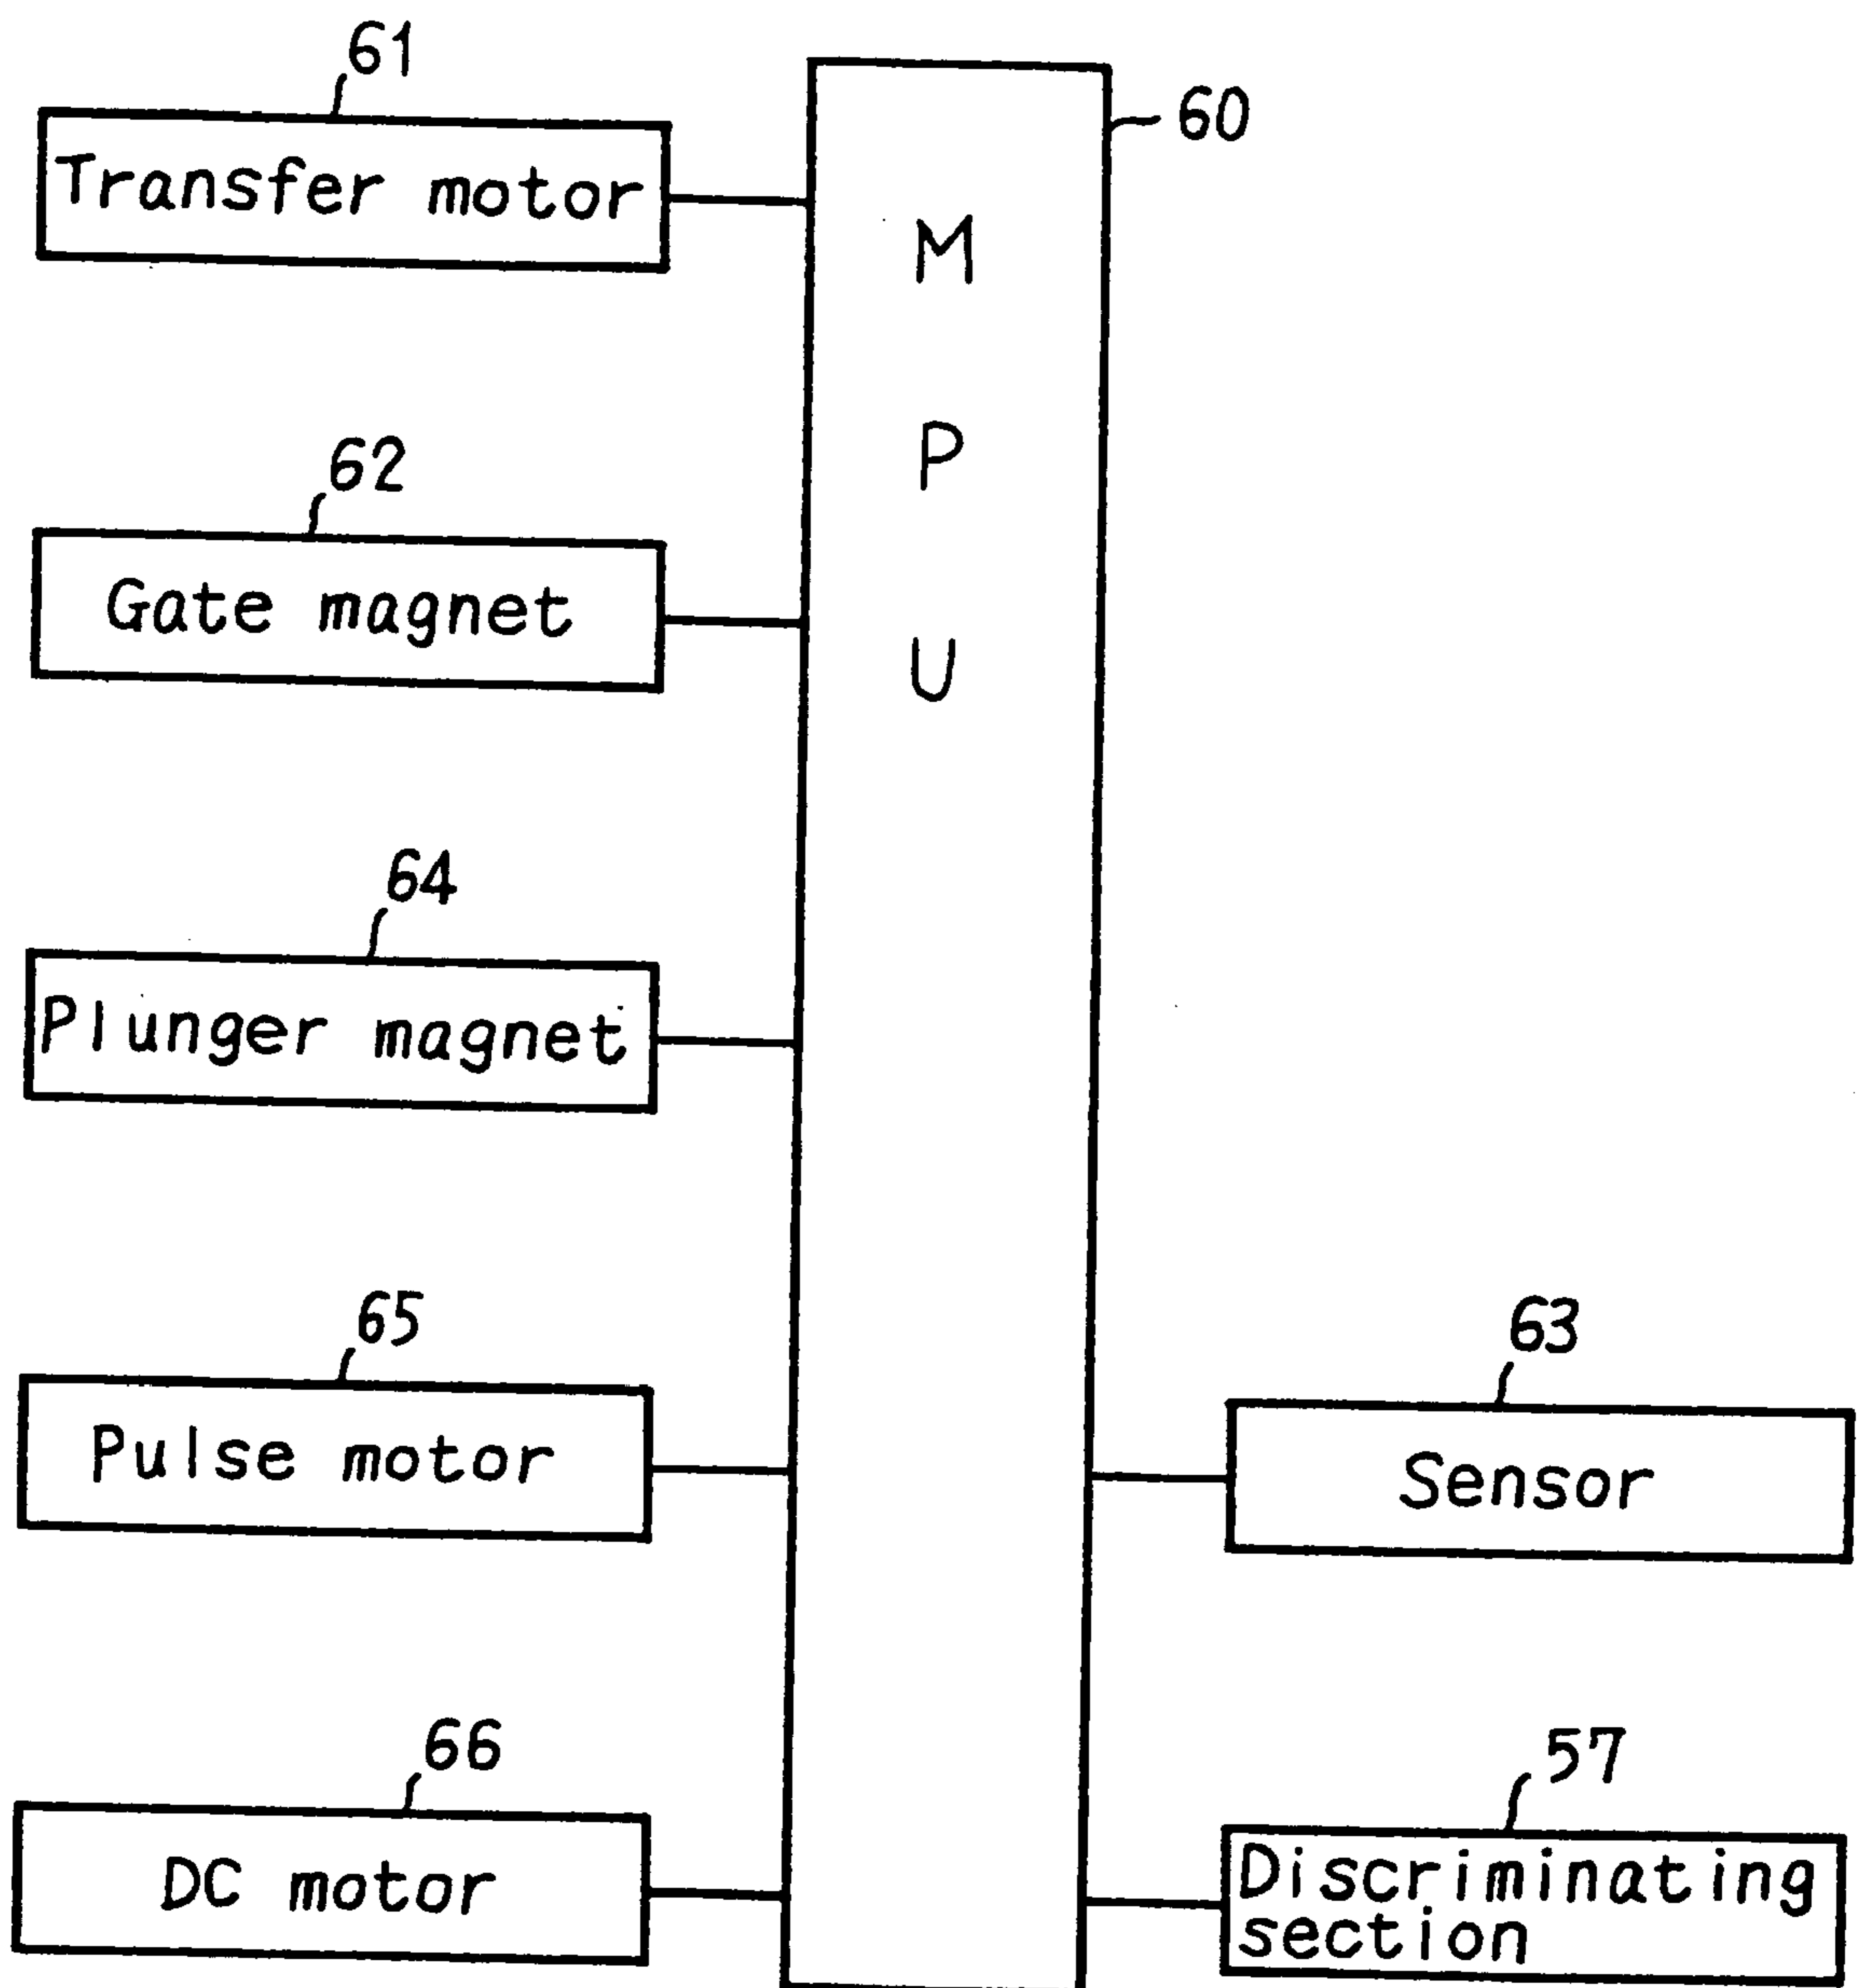 61
Transfer motor
60
M
P
U
62
Gate magnet
64
Plunger magnet
65
Pulse motor
63
Sensor
66
DC motor
57
Discriminating
section